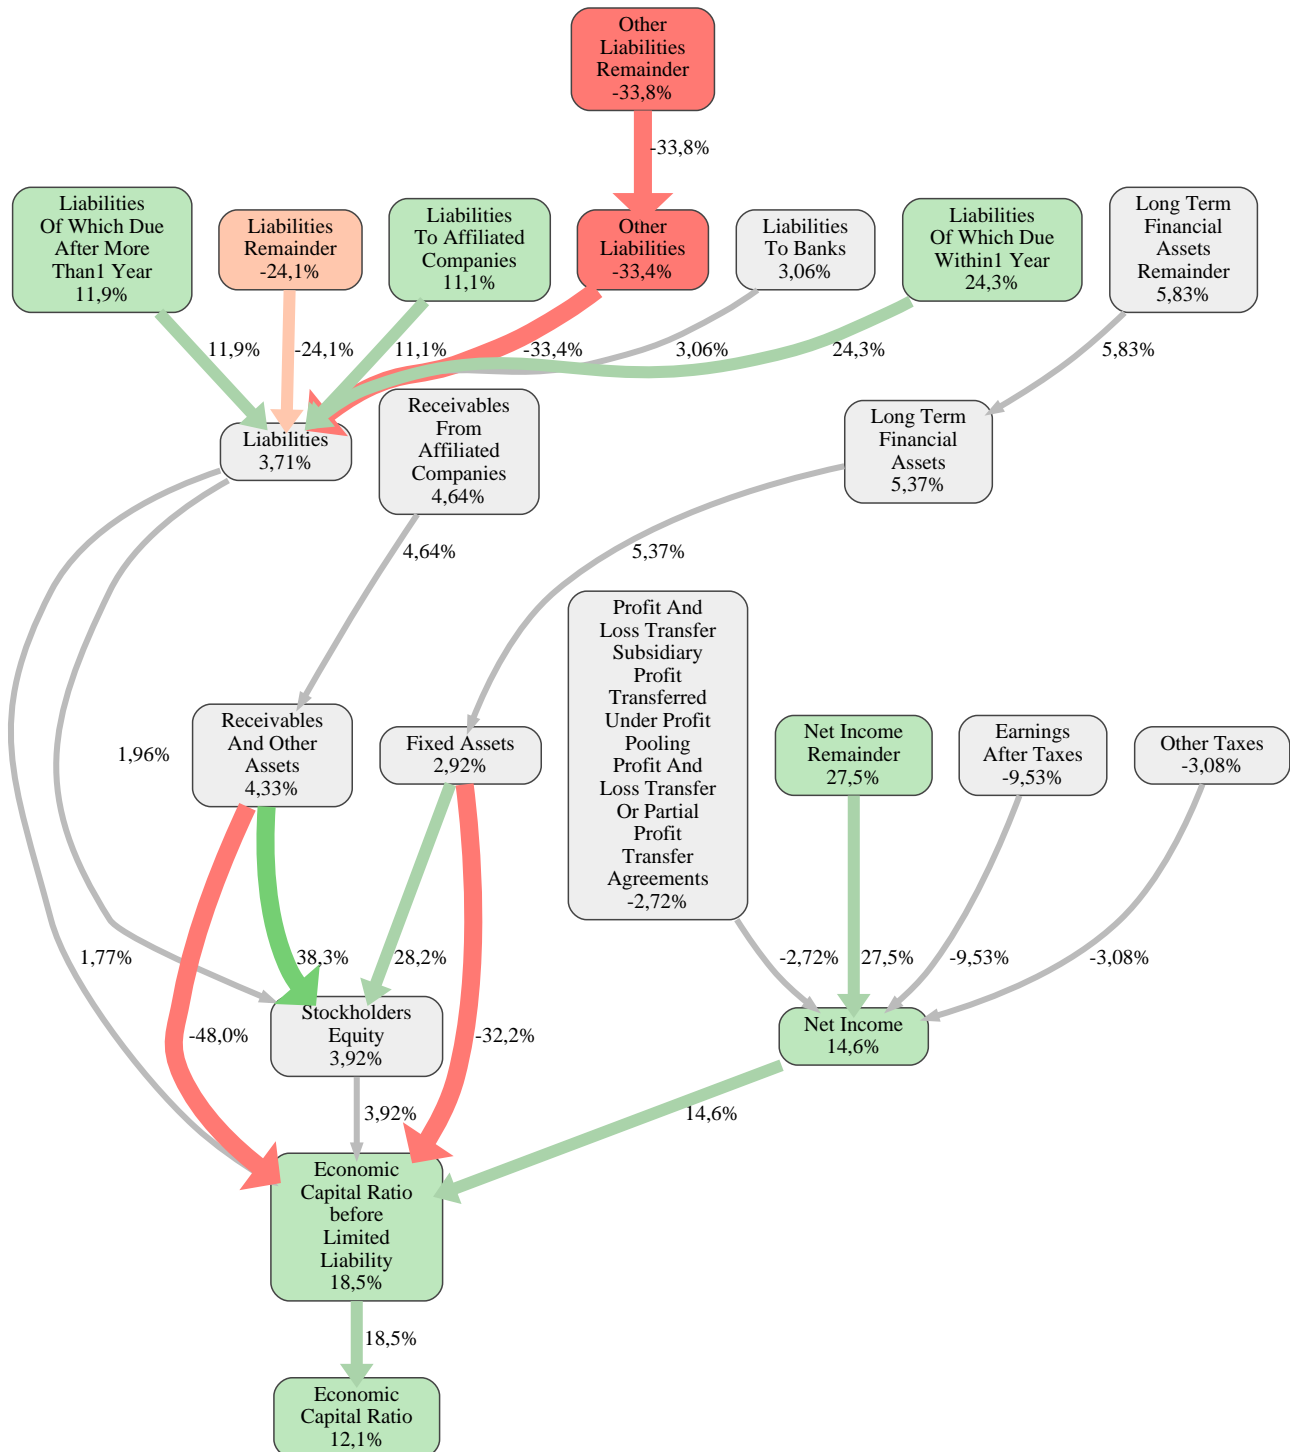 Other
Liabilities
Remainder
-33,8%
-33,8%
Liabilities
Of Which Due
After More
Than1 Year
11,9%
Liabilities
Remainder
-24,1%
Liabilities
To Affiliated
Companies
11,1%
Other
Liabilities
-33,4%
Liabilities
To Banks
3,06%
Liabilities
Of Which Due
Within1 Year
24,3%
Long Term
Financial
Assets
Remainder
5,83%
11,9%
-24,1%
11,1%
-33,4%
3,06%
24,3%
5,83%
Liabilities
3,71%
Receivables
From
Affiliated
Companies
4,64%
Long Term
Financial
Assets
5,37%
4,64%
5,37%
Profit And
Loss Transfer
Subsidiary
Profit
Transferred
Under Profit
Pooling
Profit And
Loss Transfer
Or Partial
Profit
Transfer
Agreements
-2,72%
1,96%
Receivables
And Other
Assets
4,33%
Fixed Assets
2,92%
Net Income
Remainder
27,5%
Earnings
After Taxes
-9,53%
Other Taxes
-3,08%
1,77%
38,3%
28,2%
-2,72%
27,5%
-9,53%
-3,08%
Stockholders
Equity
3,92%
Net Income
14,6%
-48,0%
-32,2%
3,92%
14,6%
Economic
Capital Ratio
before
Limited
Liability
18,5%
18,5%
Economic
Capital Ratio
12,1%